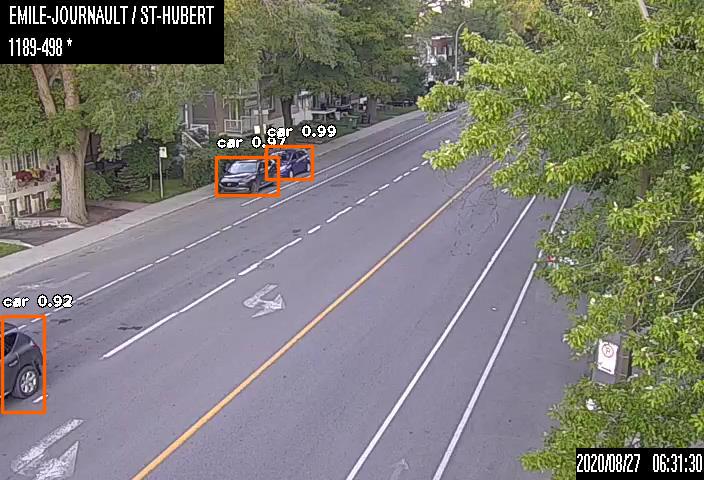 EMILE-JOURNAULT / ST-HUBERT
1189-498 *
car 0.97
car 0.99
car 0.92
P
2020/08/27 06:31:30